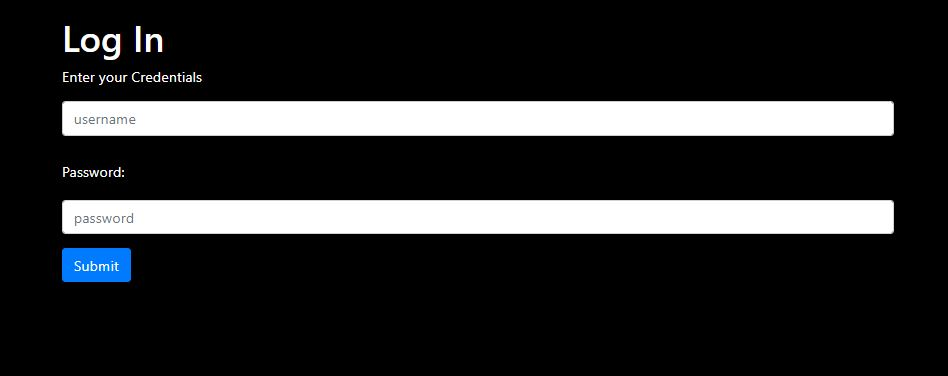 Log In
Enter your Credentials
username
Password:
password
Submit